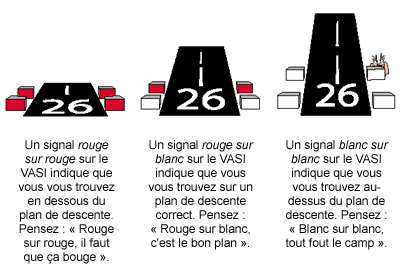 26
26
26
Un signal rouge
sur rouge sur le
VASI indique que
vous vous trouvez
en dessous du
plan de descente.
Pensez : « Rouge
sur rouge, il faut
que ça bouge ».
Un signal rouge sur
blanc sur le VASI
indique que vous
vous trouvez sur un
plan de descente
correct. Pensez :
« Rouge sur blanc,
c'est le bon plan ».
Un signal blanc sur
blanc sur le VASI
indique que vous
vous trouvez au-
dessus du plan de
descente. Pensez :
« Blanc sur blanc,
tout fout le camp ».